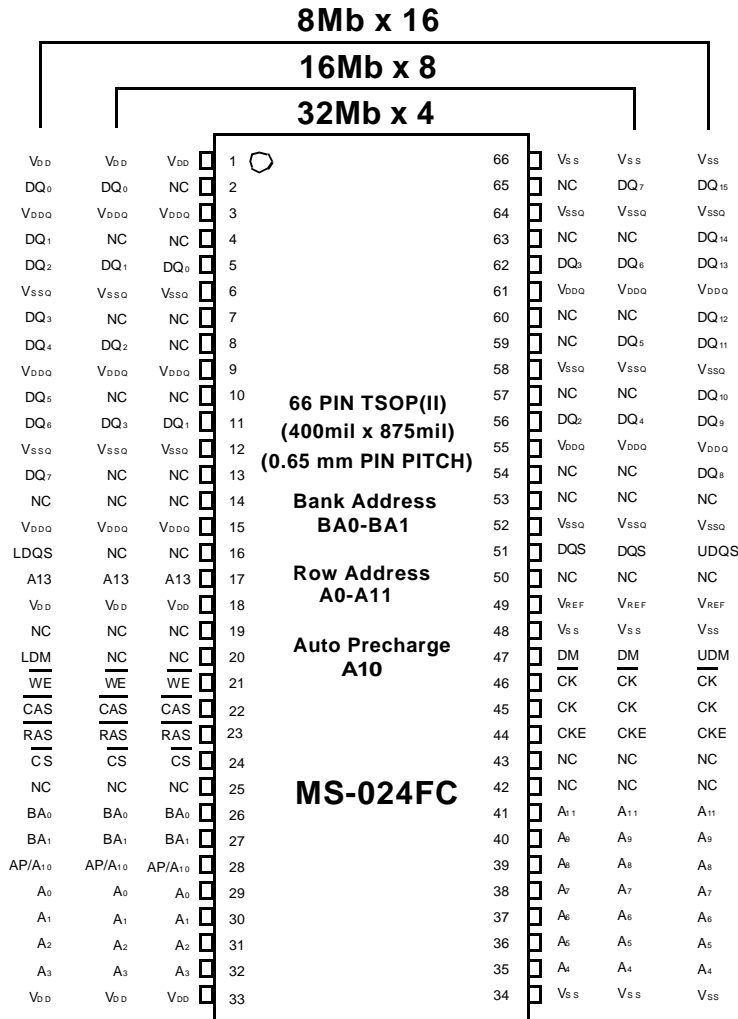 8Mb x 16
16Mb x 8
32Mb x 4
VDD VDD VDD 1 66 VSS VSS VSS
DQ0 DQ0 NC 2 65 NC DQ7 DQ15
VDDQ VDDQ VDDQ 3 64 VSSQ VSSQ VSSQ
DQ1 NC NC 4 63 NC NC DQ14
DQ2 DQ1 DQ0 5 62 DQ3 DQ6 DQ13
VSSQ VSSQ VSSQ 6 61 VDDQ VDDQ VDDQ
DQ3 NC NC 7 60 NC NC DQ12
DQ4 DQ2 NC 8 59 NC DQ5 DQ11
VDDQ VDDQ VDDQ 9 58 VSSQ VSSQ VSSQ
DQ5 NC NC 10 57 NC NC DQ10
DQ6 DQ3 DQ1 11 56 DQ2 DQ4 DQ9
VSSQ VSSQ VSSQ 12 55 VDDQ VDDQ VDDQ
DQ7 NC NC 13 54 NC NC DQ8
NC NC NC 14 53 NC NC NC
VDDQ VDDQ VDDQ 15 52 VSSQ VSSQ VSSQ
LDQS NC NC 16 51 DQS DQS UDQS
A13 A13 A13 17 50 NC NC NC
VDD VDD VDD 18 49 VREF VREF VREF
NC NC NC 19 48 VSS VSS VSS
LDM NC NC 20 47 DM DM UDM
WE WE WE 21 46 CK CK CK
CAS CAS CAS 22 45 CK CK CK
RAS RAS RAS 23 44 CKE CKE CKE
CS CS CS 24 43 NC NC NC
NC NC NC 25 42 NC NC NC
BA0 BA0 BA0 26 41 A11 A11 A11
BA1 BA1 BA1 27 40 A9 A9 A9
AP/A10 AP/A10 AP/A10 28 39 A8 A8 A8
A0 A0 A0 29 38 A7 A7 A7
A1 A1 A1 30 37 A6 A6 A6
A2 A2 A2 31 36 A5 A5 A5
A3 A3 A3 32 35 A4 A4 A4
VDD VDD VDD 33 34 VSS VSS VSS
66 PIN TSOP(II)
(400mil x 875mil)
(0.65 mm PIN PITCH)
Bank Address
BA0-BA1
Row Address
A0-A11
Auto Precharge
A10
MS-024FC